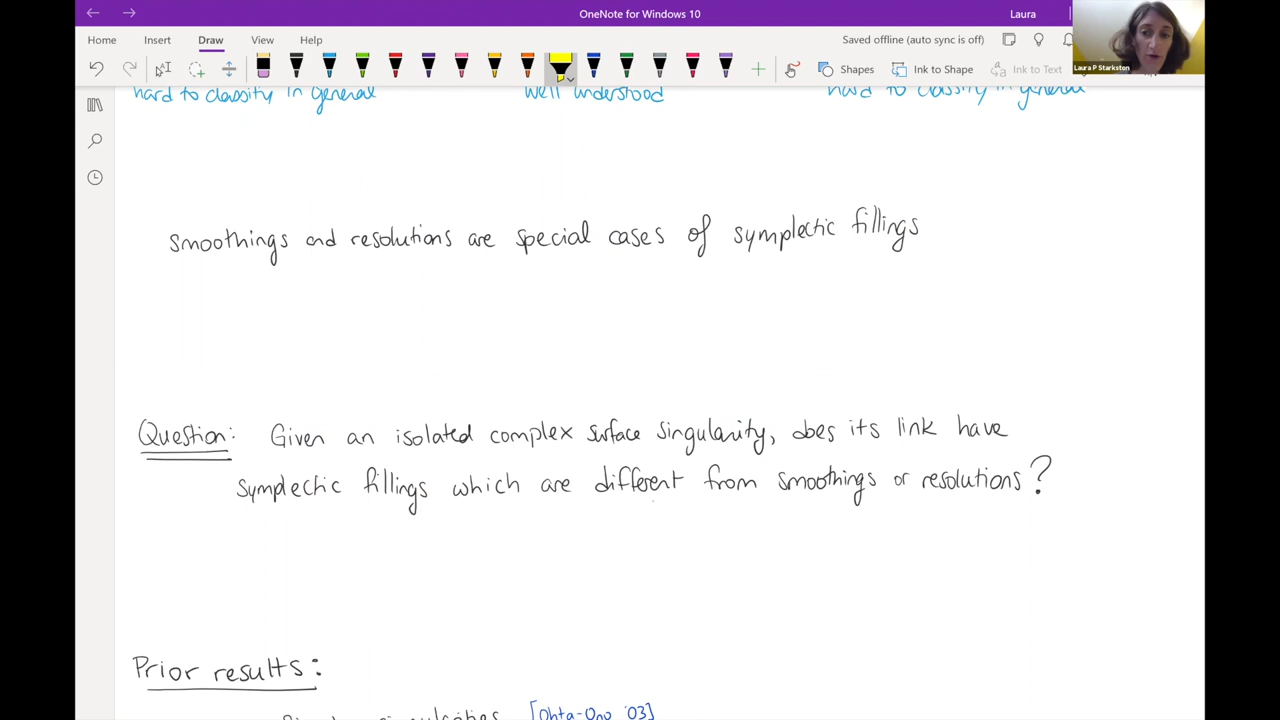 OneNote for Windows 10
Laura
Home Insert Draw View Help
Saved offline (auto sync is off)
Shapes Ink to Shape Ink to Text
Laura P Starkston
hard to classify in general well understood hard to classify in general
smoothings and resolutions are special cases of symplectic fillings
Question: Given an isolated complex surface singularity, does its link have
symplectic fillings which are different from smoothings or resolutions?
Prior results:
singularities [Ohta-Ono '03]